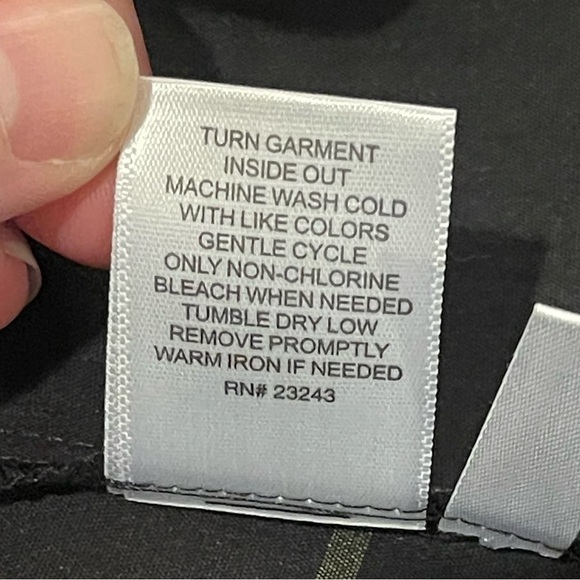 TURN GARMENT
INSIDE OUT
MACHINE WASH COLD
WITH LIKE COLORS
GENTLE CYCLE
ONLY NON-CHLORINE
BLEACH WHEN NEEDED
TUMBLE DRY LOW
REMOVE PROMPTLY
WARM IRON IF NEEDED
RN# 23243